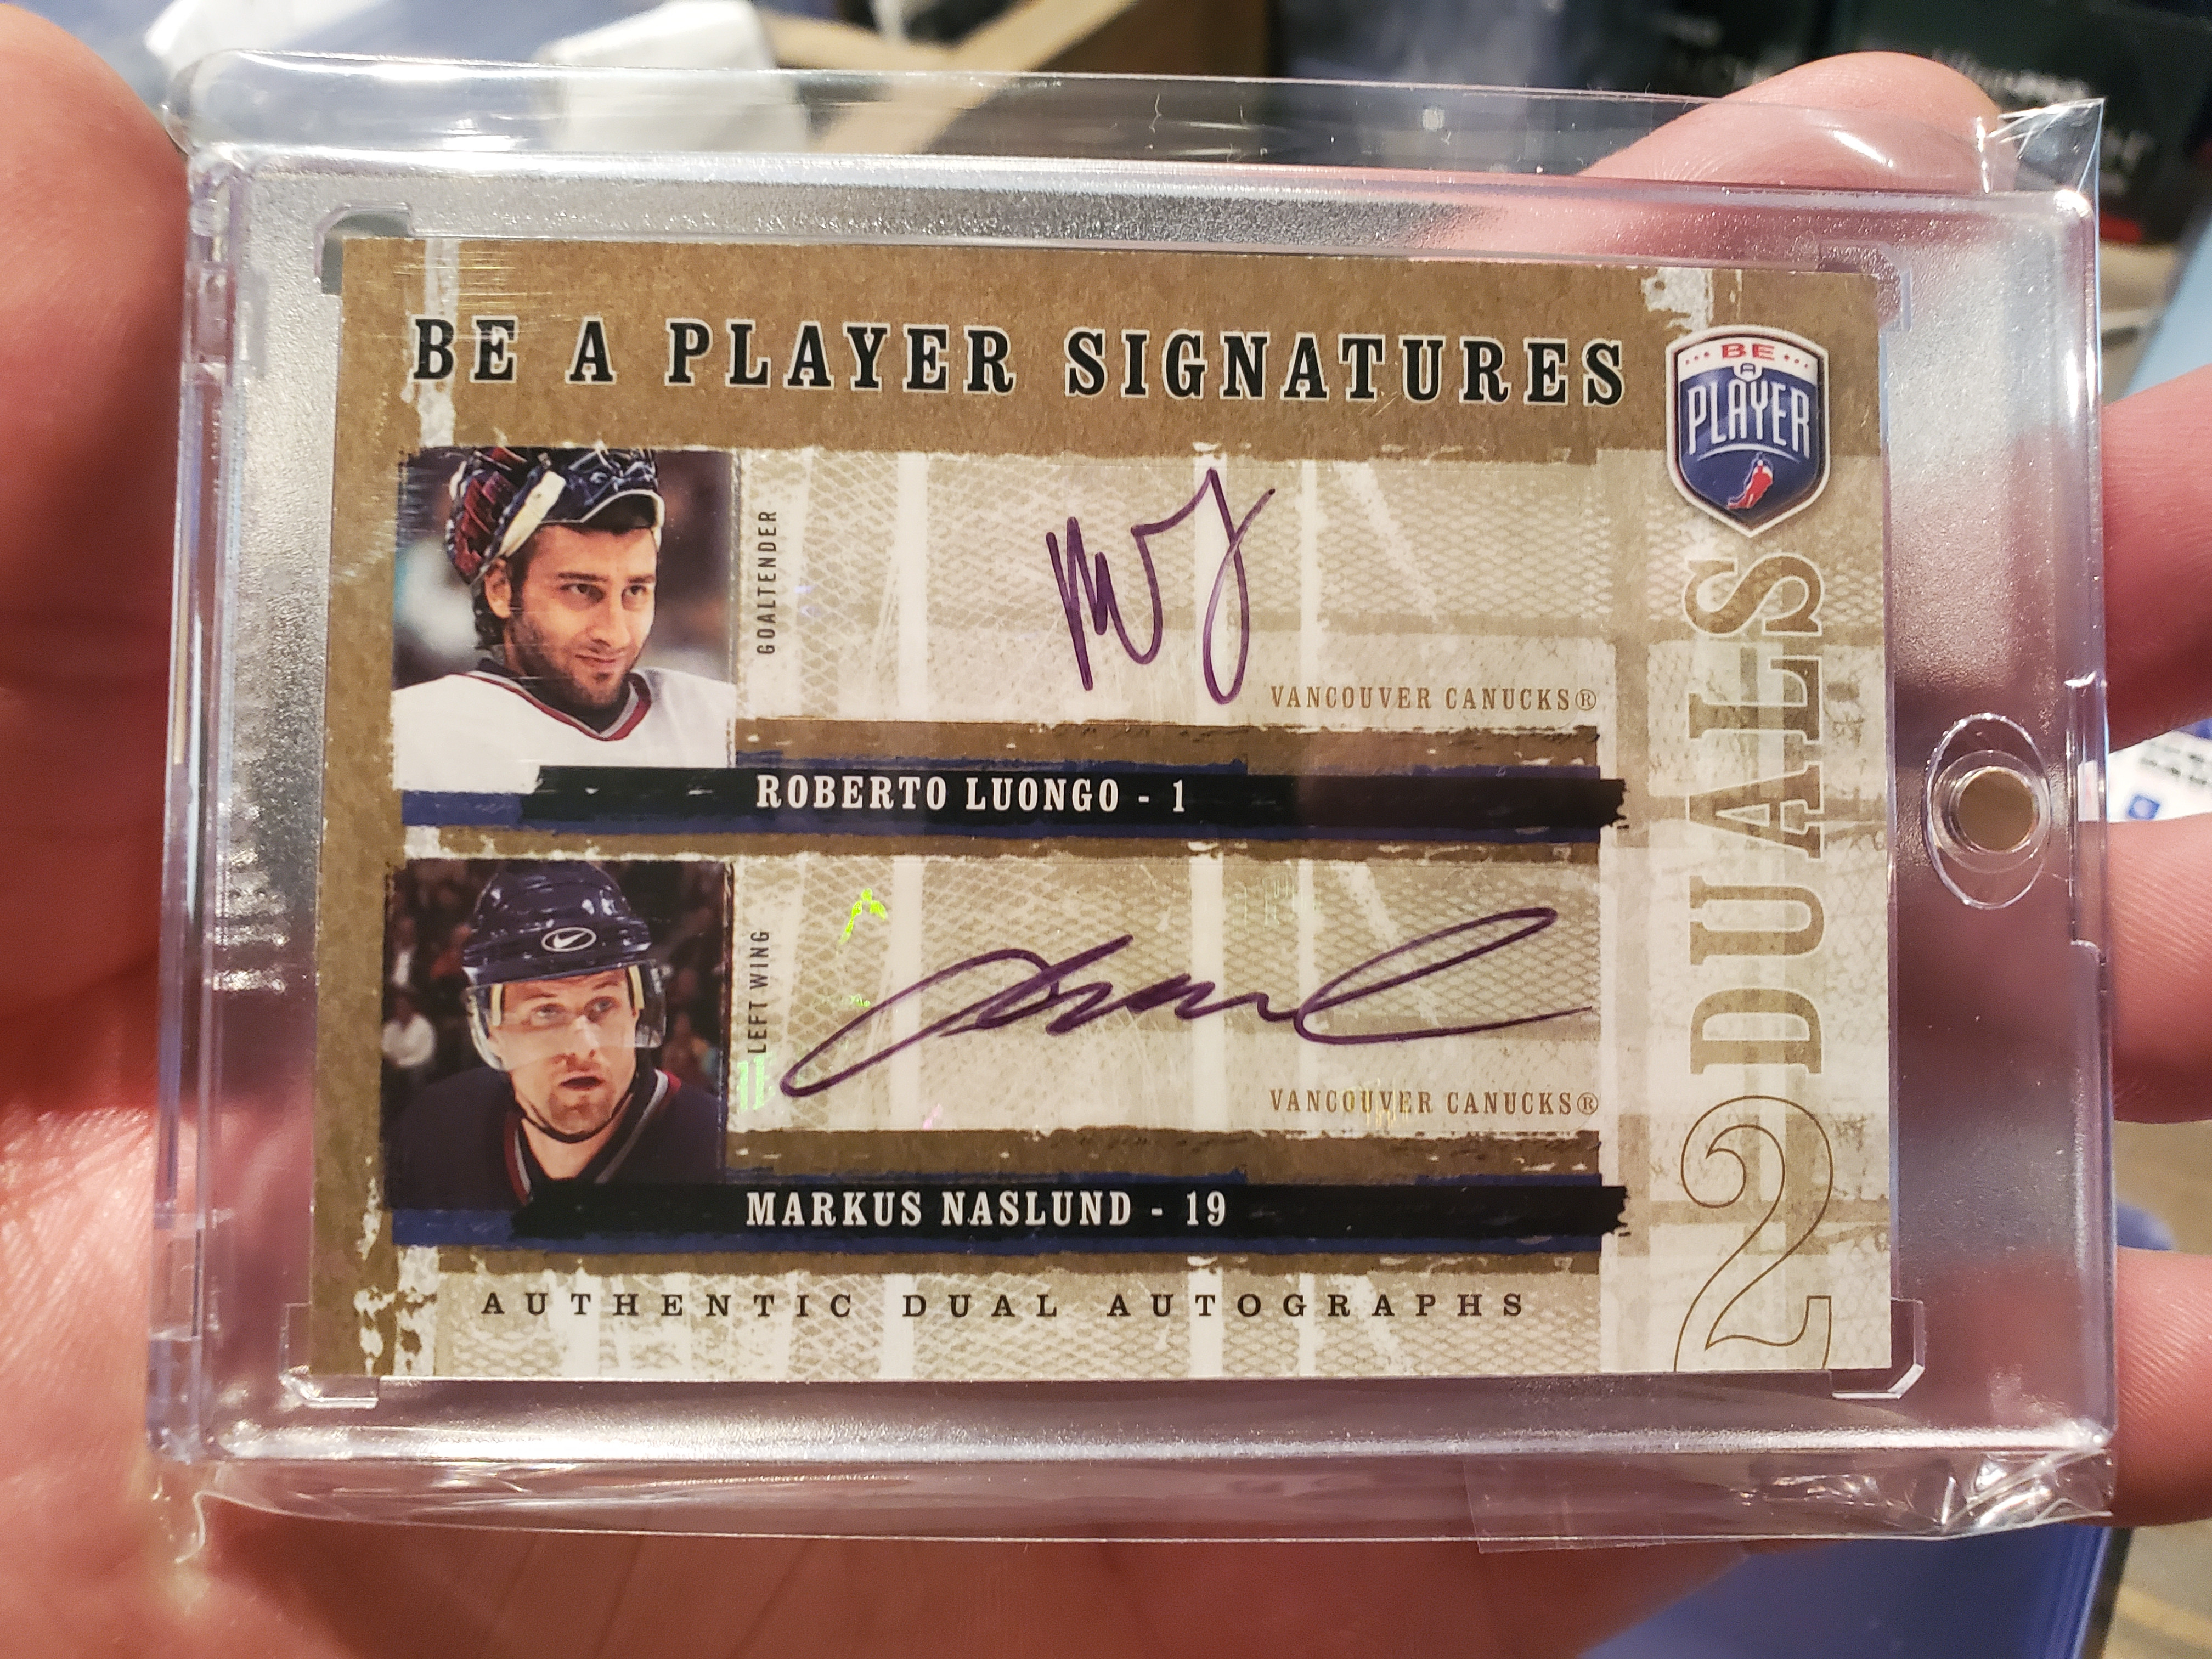 BE A PLAYER SIGNATURES
BE
A
PLAYER
GOALTENDER
VANCOUVER CANUCKS®
ROBERTO LUONGO - 1
LEFT WING
VANCOUVER CANUCKS®
MARKUS NASLUND - 19
AUTHENTIC DUAL AUTOGRAPHS
DUALS
2